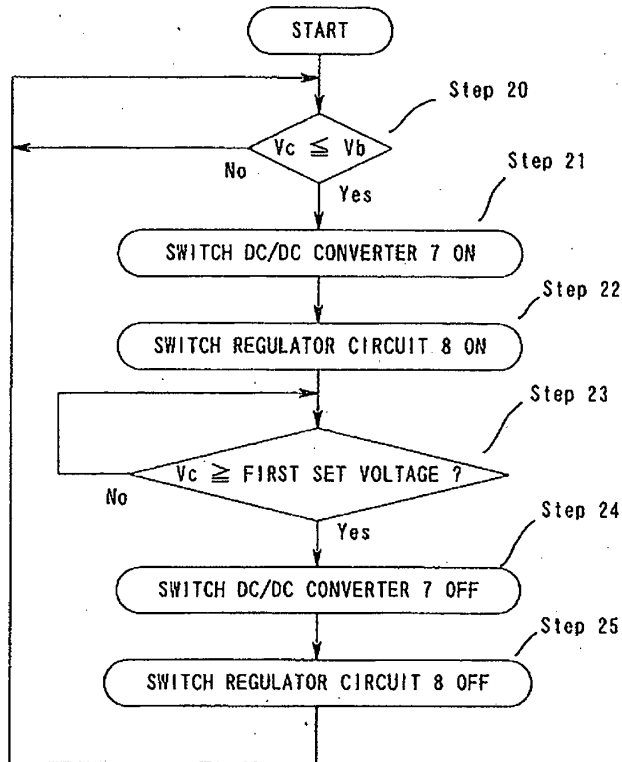 START
Step 20
Vc ≦ Vb
No
Yes
Step 21
SWITCH DC/DC CONVERTER 7 ON
Step 22
SWITCH REGULATOR CIRCUIT 8 ON
Step 23
Vc ≧ FIRST SET VOLTAGE ?
No
Yes
Step 24
SWITCH DC/DC CONVERTER 7 OFF
Step 25
SWITCH REGULATOR CIRCUIT 8 OFF